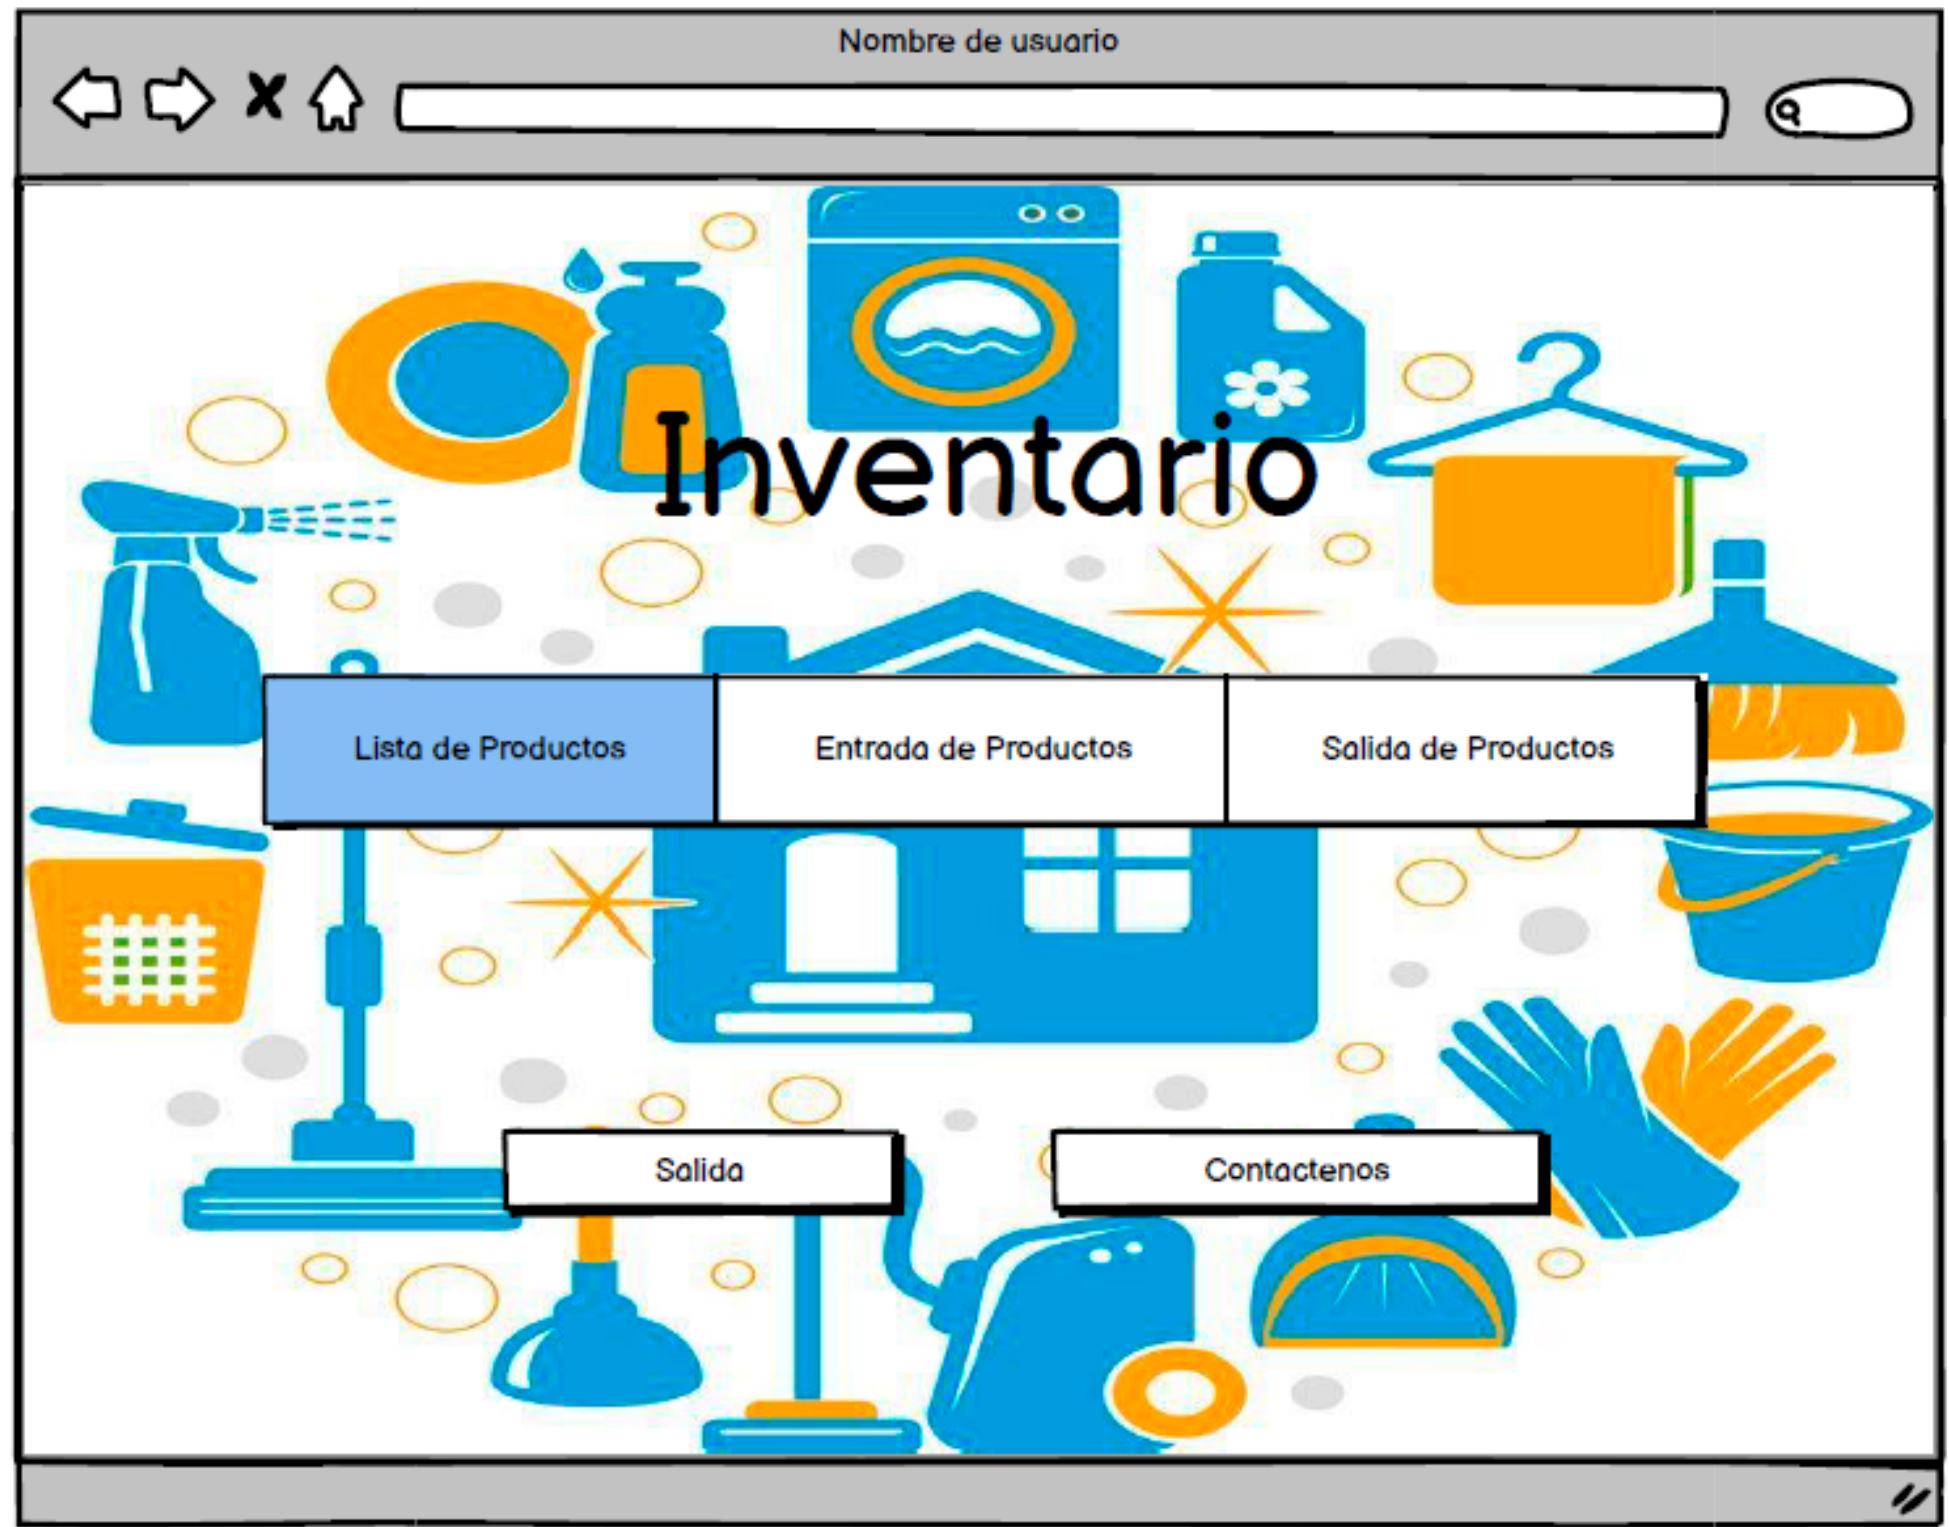 Nombre de usuario
Inventario
Lista de Productos
Entrada de Productos
Salida de Productos
Salida
Contactenos